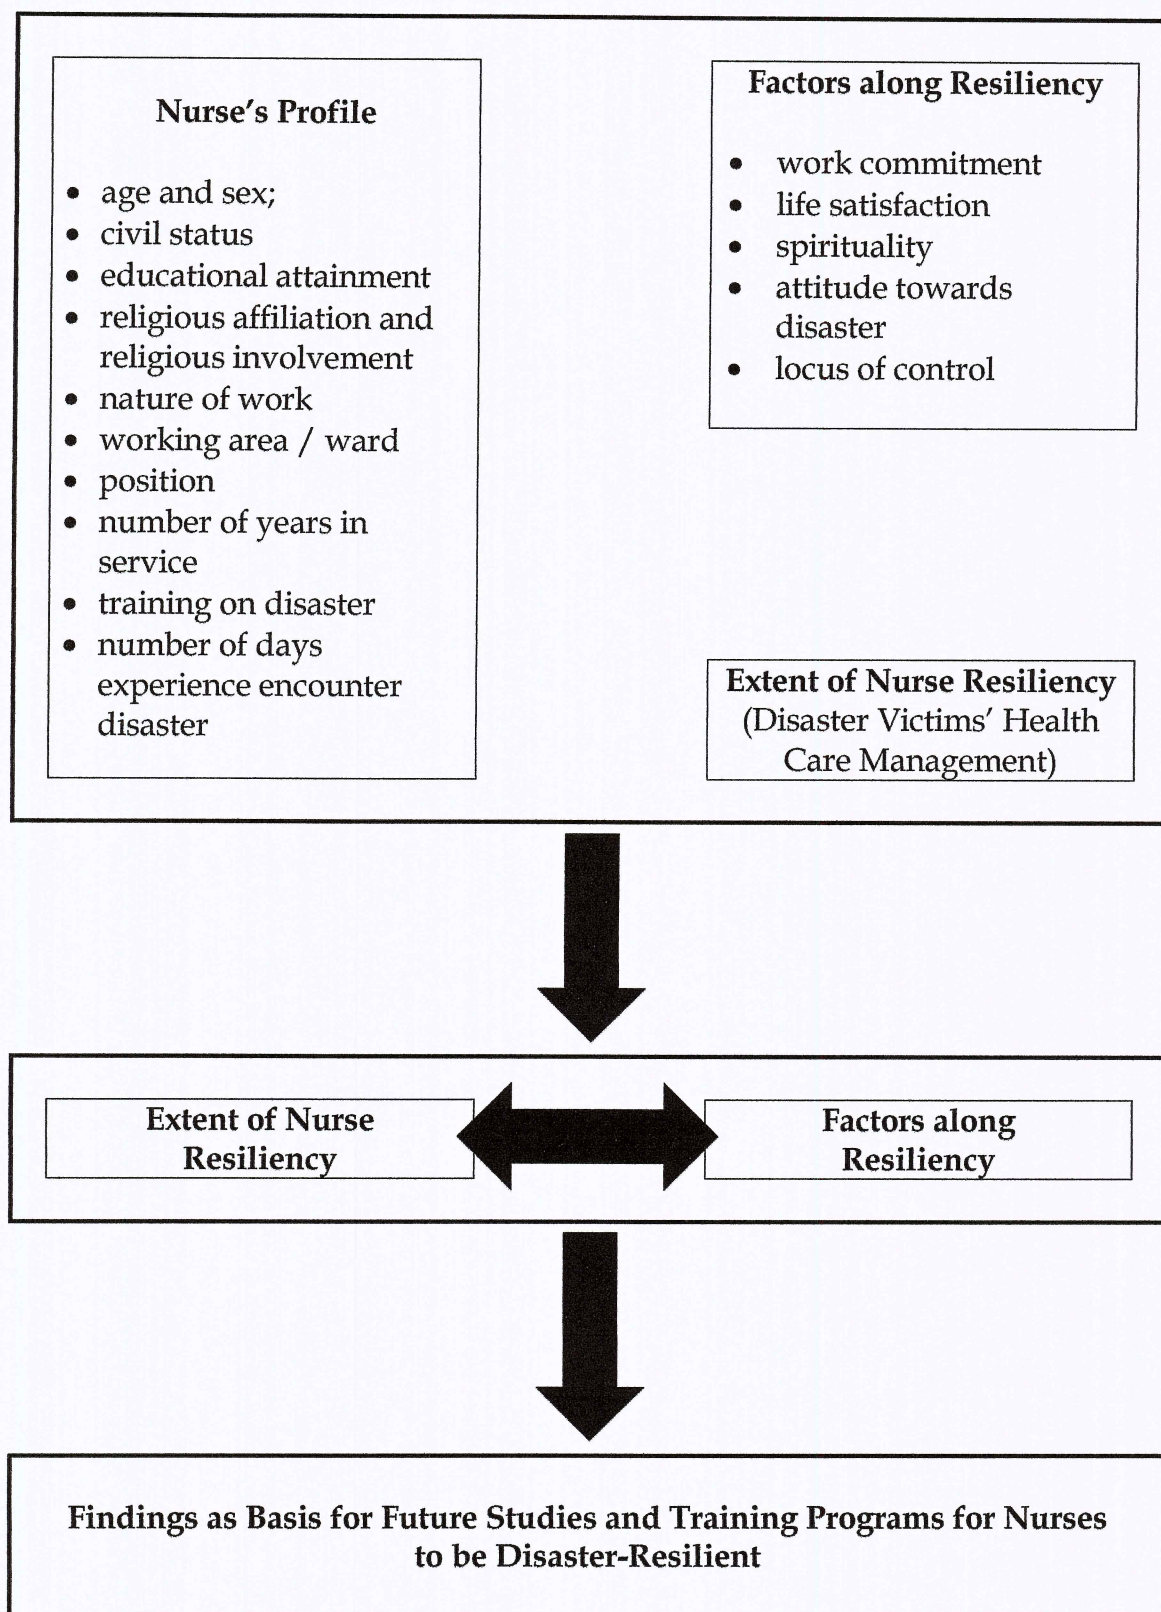 Nurse's Profile
• age and sex;
• civil status
• educational attainment
• religious affiliation and
religious involvement
• nature of work
• working area / ward
• position
• number of years in
service
• training on disaster
• number of days
experience encounter
disaster
Factors along Resiliency
• work commitment
• life satisfaction
• spirituality
• attitude towards
disaster
• locus of control
Extent of Nurse Resiliency
(Disaster Victims' Health
Care Management)
Extent of Nurse
Resiliency
Factors along
Resiliency
Findings as Basis for Future Studies and Training Programs for Nurses
to be Disaster-Resilient